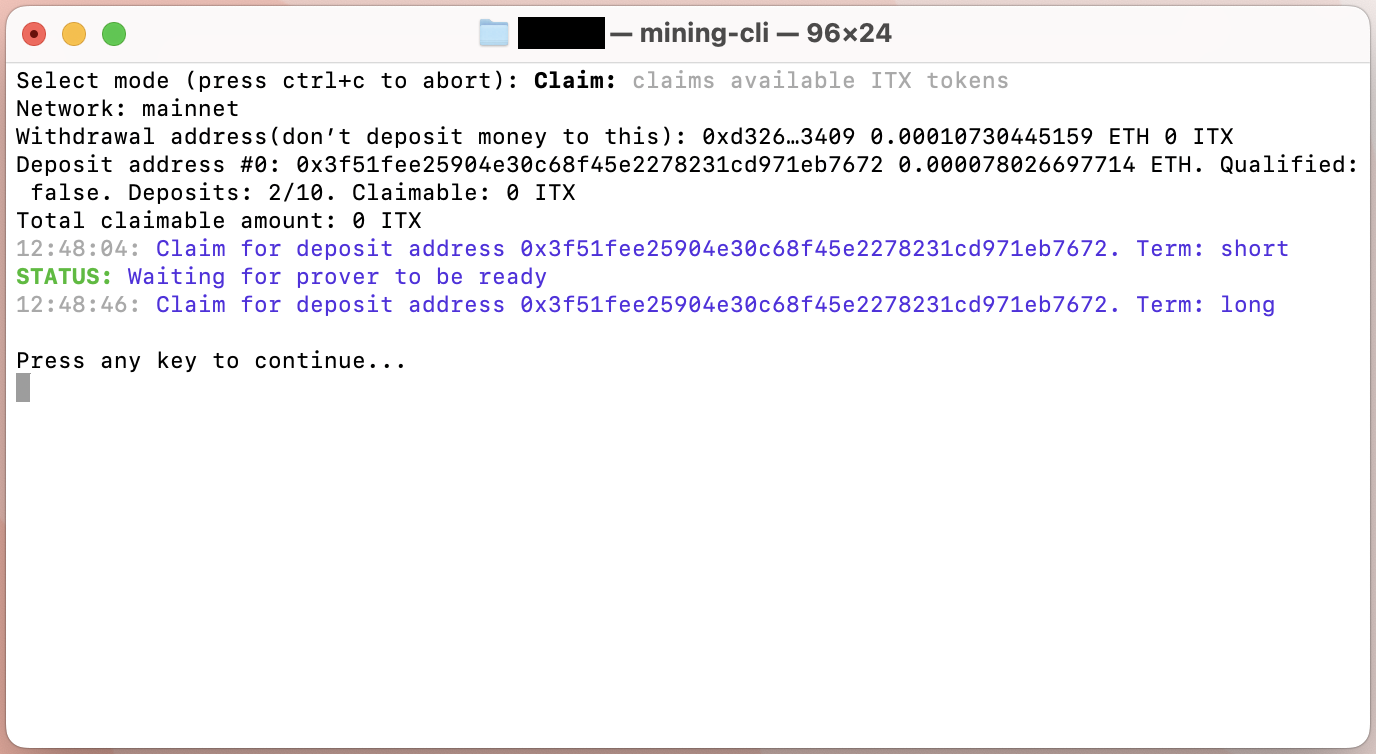 — mining-cli — 96×24
Select mode (press ctrl+c to abort): Claim: claims available ITX tokens
Network: mainnet
Withdrawal address(don’t deposit money to this): 0xd326…3409 0.00010730445159 ETH 0 ITX
Deposit address #0: 0x3f51fee25904e30c68f45e2278231cd971eb7672 0.000078026697714 ETH. Qualified:
false. Deposits: 2/10. Claimable: 0 ITX
Total claimable amount: 0 ITX
12:48:04: Claim for deposit address 0x3f51fee25904e30c68f45e2278231cd971eb7672. Term: short
STATUS: Waiting for prover to be ready
12:48:46: Claim for deposit address 0x3f51fee25904e30c68f45e2278231cd971eb7672. Term: long
Press any key to continue...